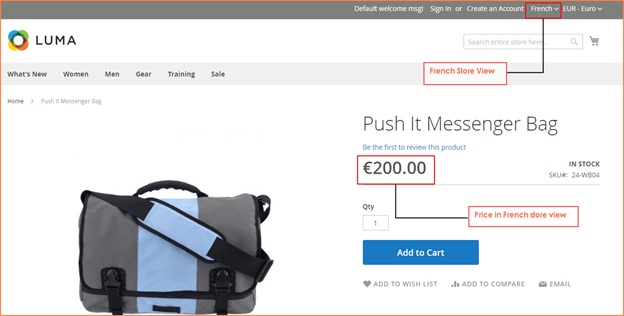 Default welcome msg! Sign In or Create an Account French EUR - Euro
LUMA
Search entire store here...
What's New Women Men Gear Training Sale
French Store View
Home > Push It Messenger Bag
Push It Messenger Bag
Be the first to review this product
€200.00
IN STOCK
SKU#: 24-WB04
Qty
Price in French store view
1
Add to Cart
ADD TO WISH LIST ADD TO COMPARE EMAIL